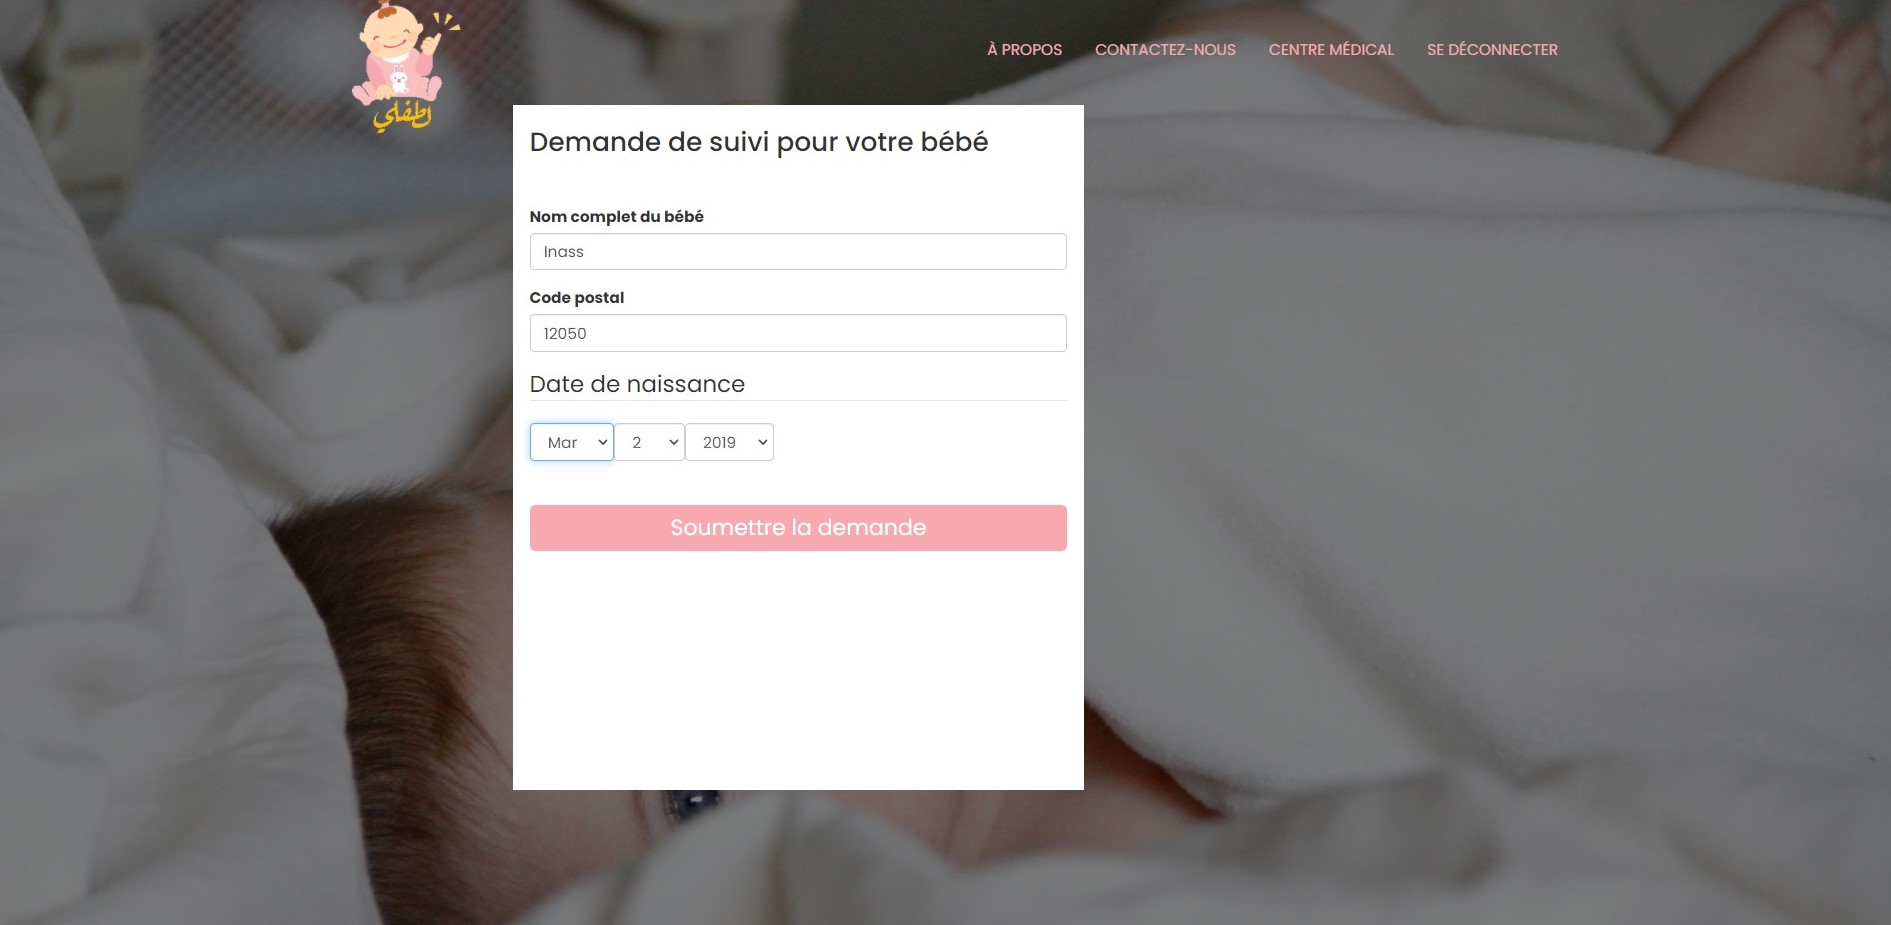 لطفلي
À PROPOS
CONTACTEZ-NOUS
CENTRE MÉDICAL
SE DÉCONNECTER
Demande de suivi pour votre bébé
Nom complet du bébé
Inass
Code postal
12050
Date de naissance
Mar 2 2019
Soumettre la demande